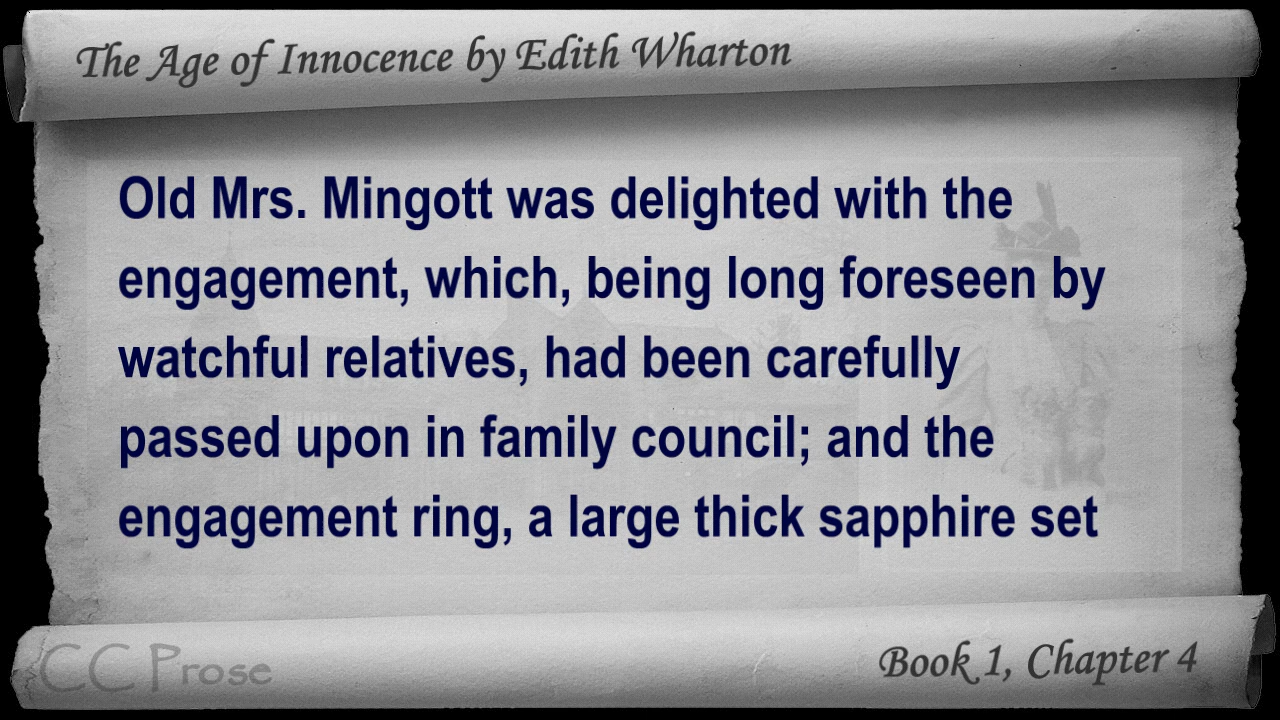 The Age of Innocence by Edith Wharton
Old Mrs. Mingott was delighted with the
engagement, which, being long foreseen by
watchful relatives, had been carefully
passed upon in family council; and the
engagement ring, a large thick sapphire set
CC Prose
Book 1, Chapter 4